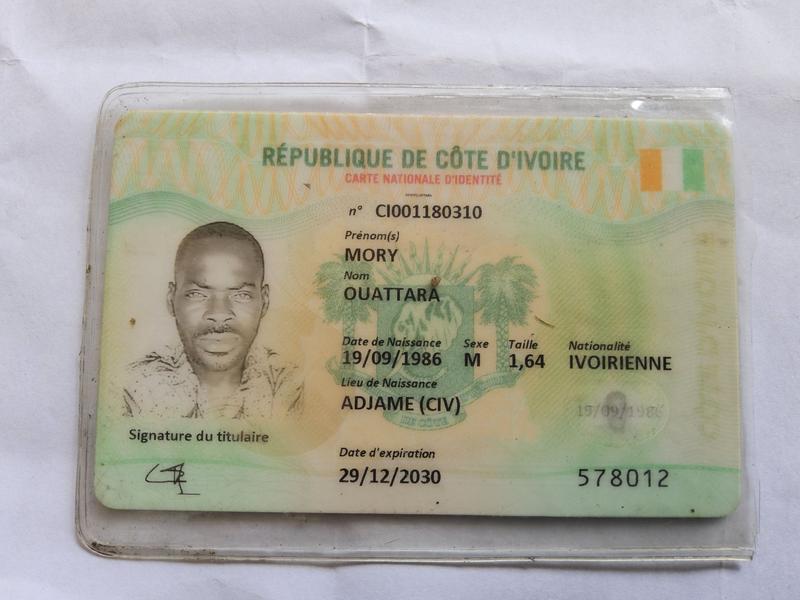 RÉPUBLIQUE DE CÔTE D'IVOIRE
CARTE NATIONALE D'IDENTITÉ
n° CI001180310
Prénom(s)
MORY
Nom
OUATTARA
Date de Naissance Sexe Taille Nationalité
19/09/1986 M 1,64 IVOIRIENNE
Lieu de Naissance
ADJAME (CIV)
19/09/1986
Signature du titulaire
Date d'expiration
29/12/2030
578012